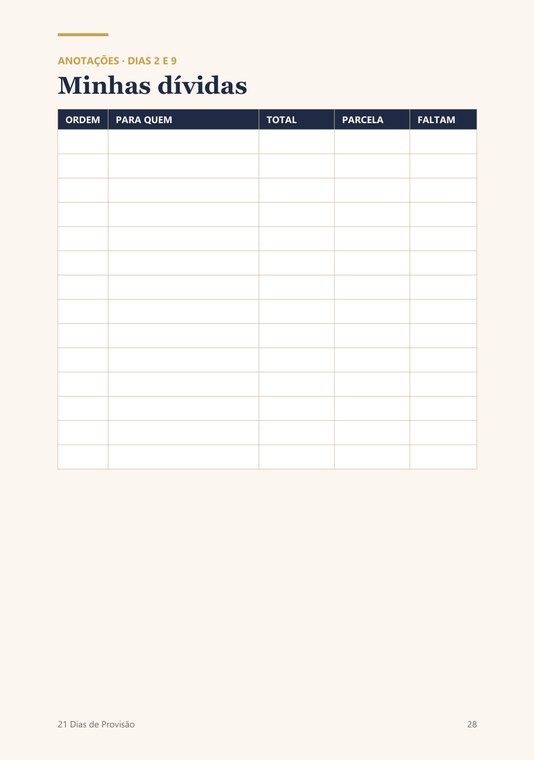 ANOTAÇÕES · DIAS 2 E 9
Minhas dívidas
ORDEM PARA QUEM TOTAL PARCELA FALTAM
21 Dias de Provisão 28